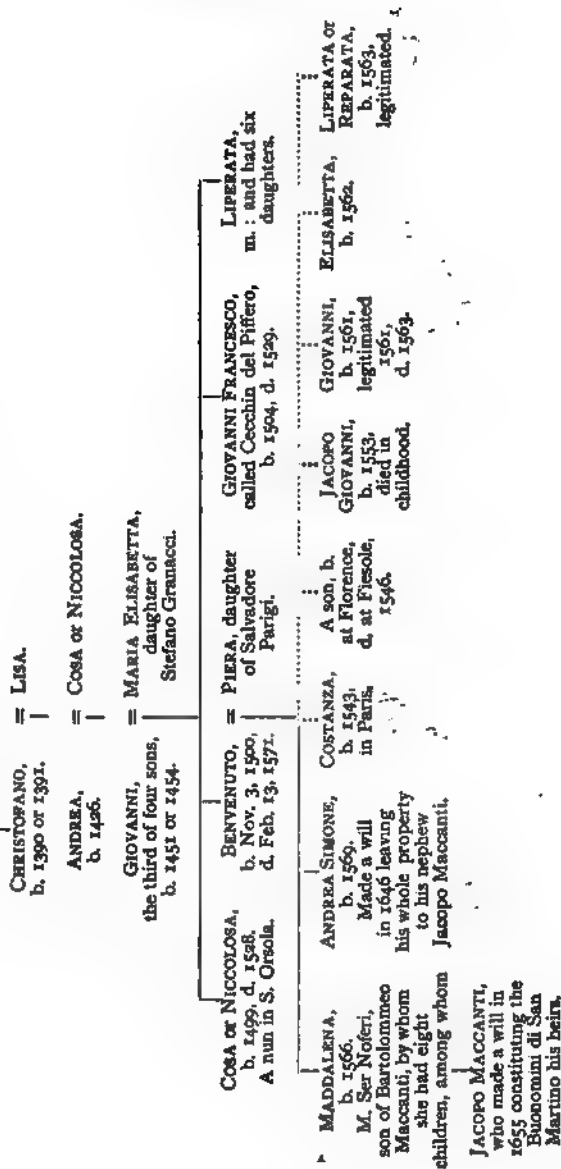 CHRISTOFANO,
b. 1390 or 1391.
= LISA.
ANDREA,
b. 1426.
= COSA or NICCOLOSA.
GIOVANNI,
the third of four sons,
b. 1451 or 1454.
= MARIA ELISABETTA,
daughter of
Stefano Granacci.
COSA or NICCOLOSA,
b. 1499, d. 1528.
A nun in S. Orsola.
BENVENUTO,
b. Nov. 3, 1500,
d. Feb. 13, 1571.
= PIERA, daughter
of Salvadore
Parigi.
GIOVANNI FRANCESCO,
called Cecchin del Piffero,
b. 1504, d. 1529.
LIPERATA,
m.: and had six
daughters.
MADDALENA,
b. 1566.
M. Ser Noferi,
son of Bartolommeo
Maccanti, by whom
she had eight
children, among whom
JACOPO MACCANTI,
who made a will in
1655 constituting the
Buonomini di San
Martino his heirs.
ANDREA SIMONE,
b. 1569.
Made a will
in 1646 leaving
his whole property
to his nephew
Jacopo Maccanti.
COSTANZA,
b. 1543,
in Paris.
A son, b.
at Florence,
d. at Fiesole,
1546.
JACOPO
GIOVANNI,
b. 1553,
died in
childhood.
GIOVANNI,
b. 1561,
legitimated
1561,
d. 1563.
ELISABETTA,
b. 1562.
LIPERATA or
REPARATA,
b. 1563,
legitimated.